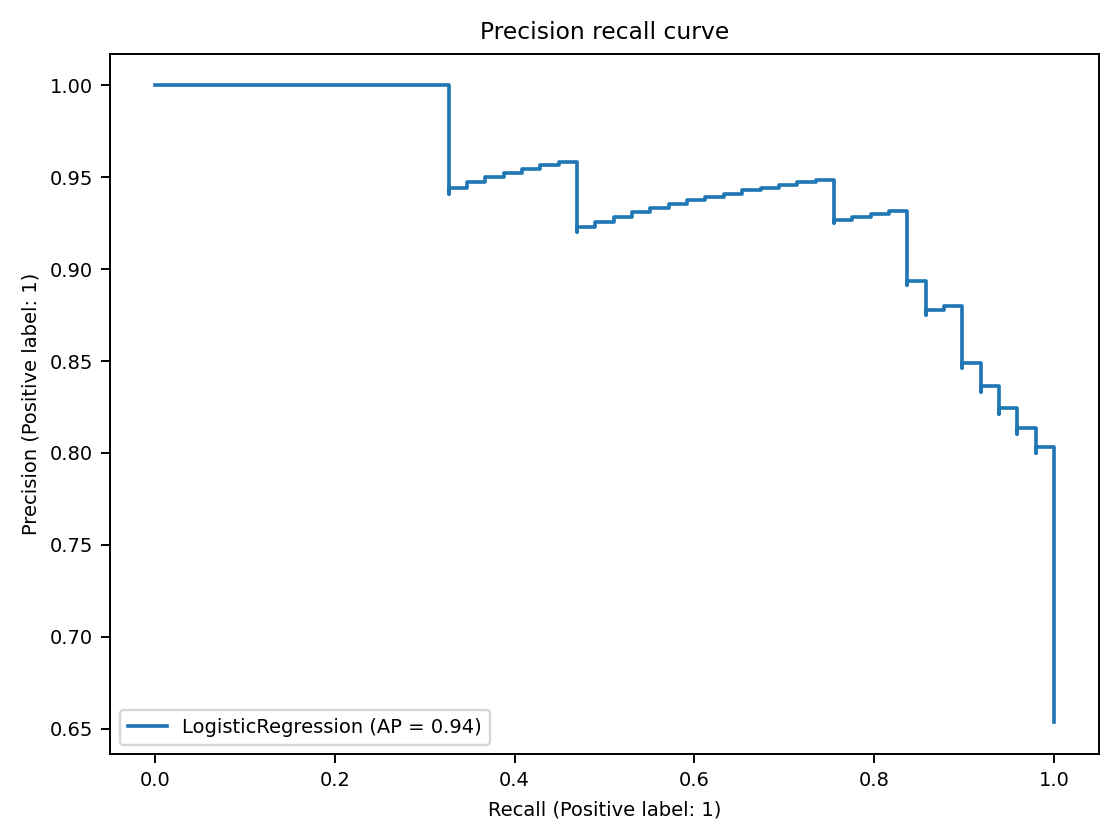 Precision recall curve
1.00
0.95
0.90
0.85
0.80
0.75
0.70
0.65
Precision (Positive label: 1)
LogisticRegression (AP = 0.94)
0.0 0.2 0.4 0.6 0.8 1.0
Recall (Positive label: 1)